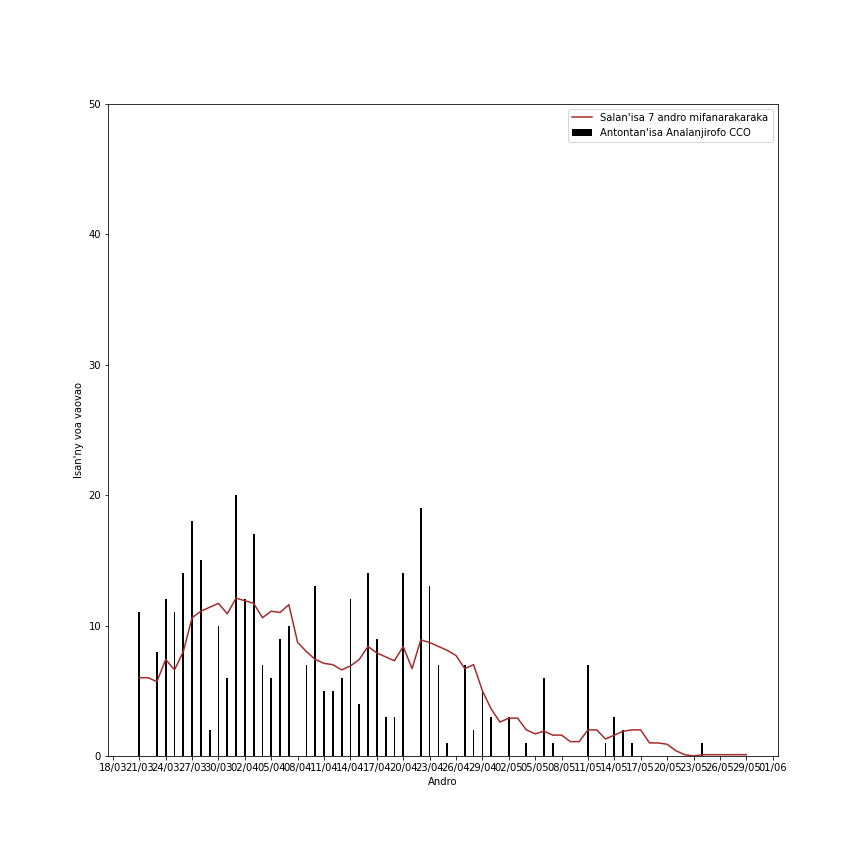 50
Salan'isa 7 andro mifanarakaraka
Antontan'isa Analanjirofo CCO
40
30
20
10
0
Isan'ny voa vaovao
18/03 21/03 24/03 27/03 30/03 02/04 05/04 08/04 11/04 14/04 17/04 20/04 23/04 26/04 29/04 02/05 05/05 08/05 11/05 14/05 17/05 20/05 23/05 26/05 29/05 01/06
Andro